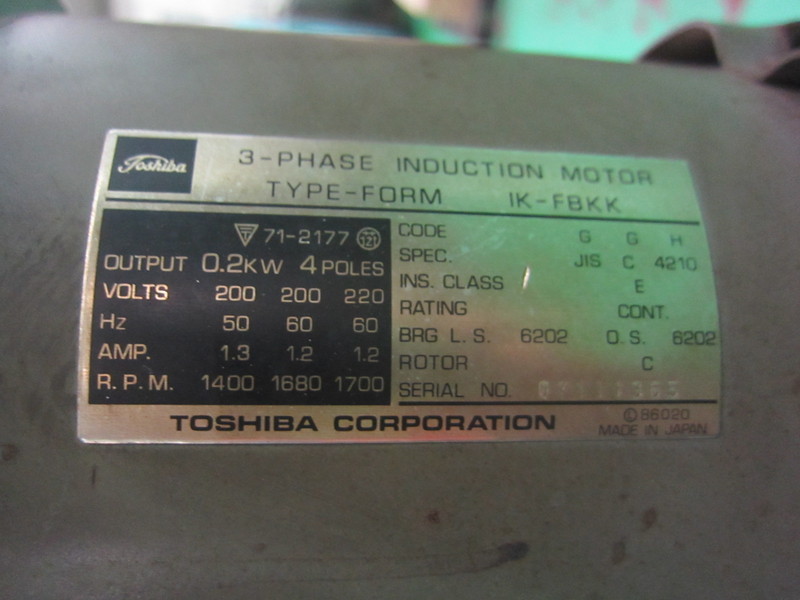 Toshiba
3-PHASE INDUCTION MOTOR
TYPE-FORM IK-FBKK
T 71-2177 121
OUTPUT 0.2KW 4 POLES
VOLTS 200 200 220
Hz 50 60 60
AMP. 1.3 1.2 1.2
R.P.M. 1400 1680 1700
CODE G G H
SPEC. JIS C 4210
INS. CLASS E
RATING CONT.
BRG L.S. 6202 O.S. 6202
ROTOR C
SERIAL NO.
TOSHIBA CORPORATION
©86020
MADE IN JAPAN